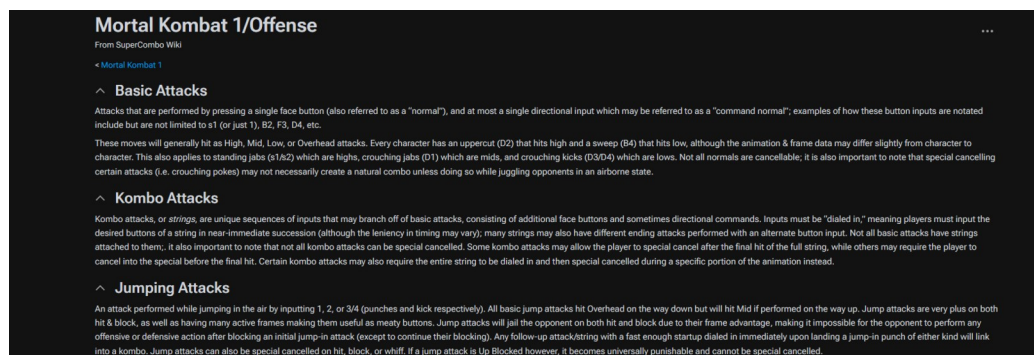 Mortal Kombat 1/Offense
From SuperCombo Wiki
< Mortal Kombat 1
Basic Attacks
Attacks that are performed by pressing a single face button (also referred to as a "normal"), and at most a single directional input which may be referred to as a "command normal"; examples of how these button inputs are notated
include but are not limited to s1 (or just 1), B2, F3, D4, etc.
These moves will generally hit as High, Mid, Low, or Overhead attacks. Every character has an uppercut (D2) that hits high and a sweep (B4) that hits low, although the animation & frame data may differ slightly from character to
character. This also applies to standing jabs (s1/s2) which are highs, crouching jabs (D1) which are mids, and crouching kicks (D3/D4) which are lows. Not all normals are cancellable; it is also important to note that special cancelling
certain attacks (i.e. crouching pokes) may not necessarily create a natural combo unless doing so while juggling opponents in an airborne state.
Kombo Attacks
Kombo attacks, or strings, are unique sequences of inputs that may branch off of basic attacks, consisting of additional face buttons and sometimes directional commands. Inputs must be "dialed in," meaning players must input the
desired buttons of a string in near-immediate succession (although the leniency in timing may vary); many strings may also have different ending attacks performed with an alternate button input. Not all basic attacks have strings
attached to them;. it also important to note that not all kombo attacks can be special cancelled. Some kombo attacks may allow the player to special cancel after the final hit of the full string, while others may require the player to
cancel into the special before the final hit. Certain kombo attacks may also require the entire string to be dialed in and then special cancelled during a specific portion of the animation instead.
Jumping Attacks
An attack performed while jumping in the air by inputting 1, 2, or 3/4 (punches and kick respectively). All basic jump attacks hit Overhead on the way down but will hit Mid if performed on the way up. Jump attacks are very plus on both
hit & block, as well as having many active frames making them useful as meaty buttons. Jump attacks will jail the opponent on both hit and block due to their frame advantage, making it impossible for the opponent to perform any
offensive or defensive action after blocking an initial jump-in attack (except to continue their blocking). Any follow-up attack/string with a fast enough startup dialed in immediately upon landing a jump-in punch of either kind will link
into a kombo. Jump attacks can also be special cancelled on hit, block, or whiff. If a jump attack is Up Blocked however, it becomes universally punishable and cannot be special cancelled.